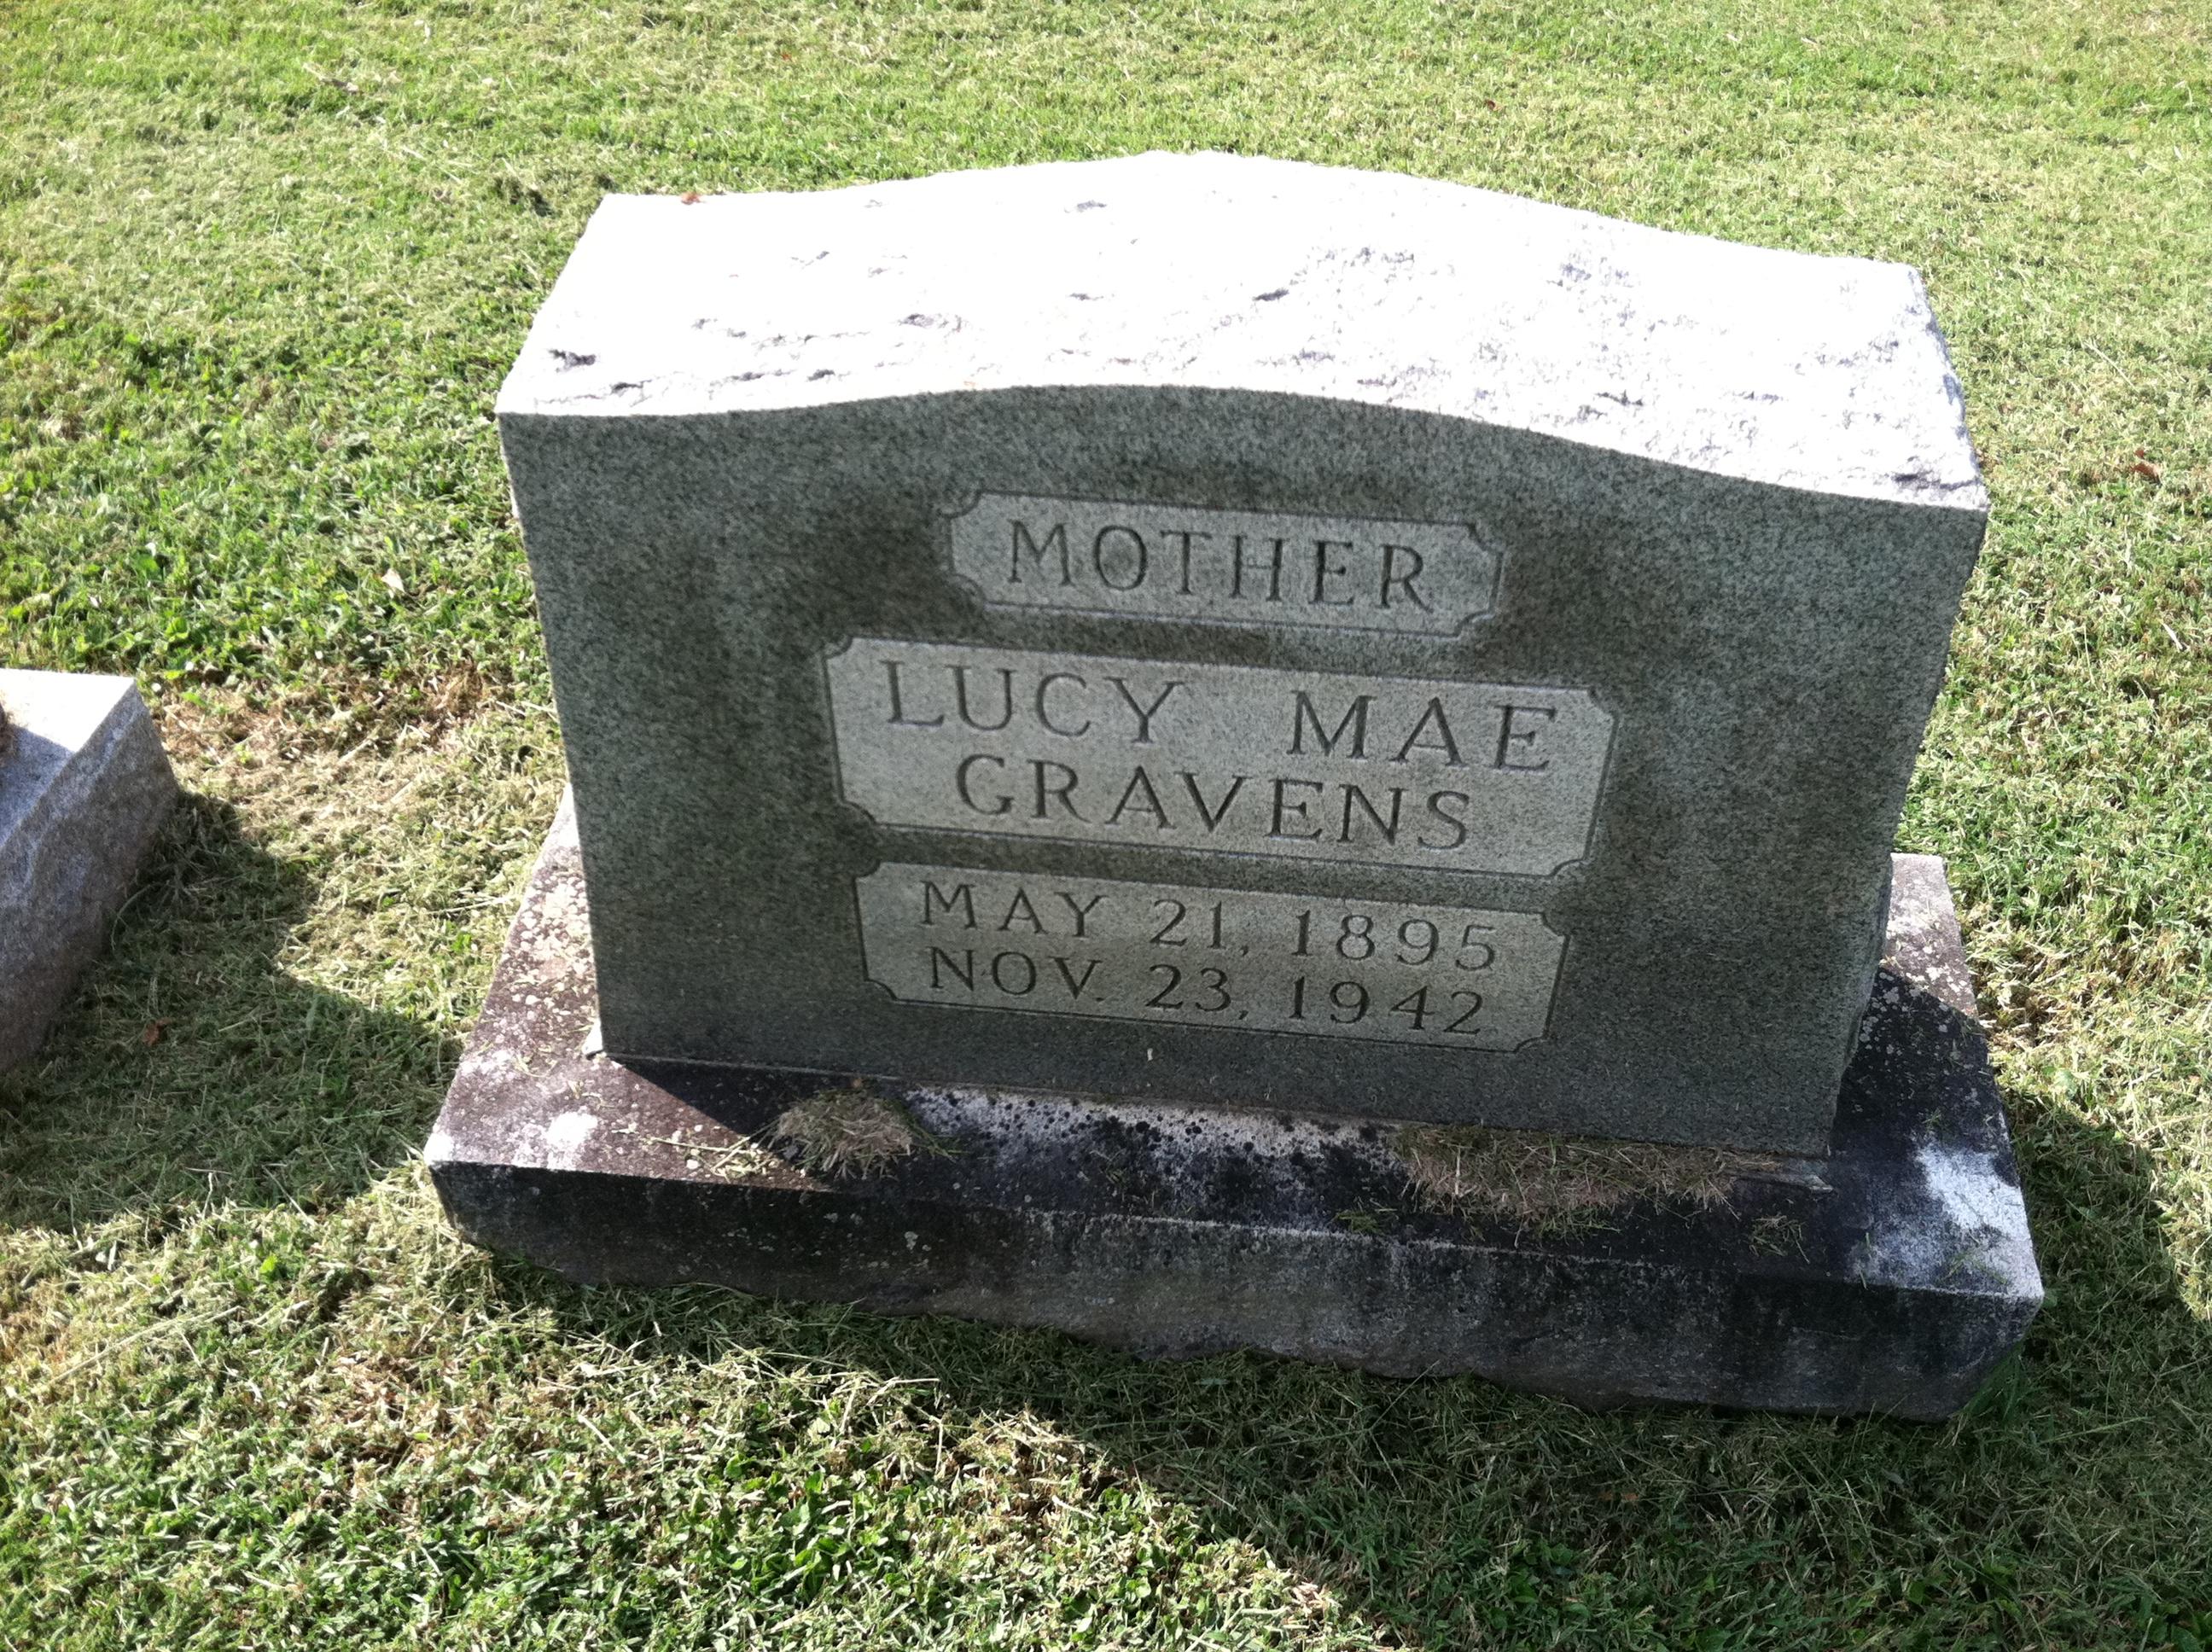 MOTHER
LUCY MAE
GRAVENS
MAY 21, 1895
NOV. 23, 1942